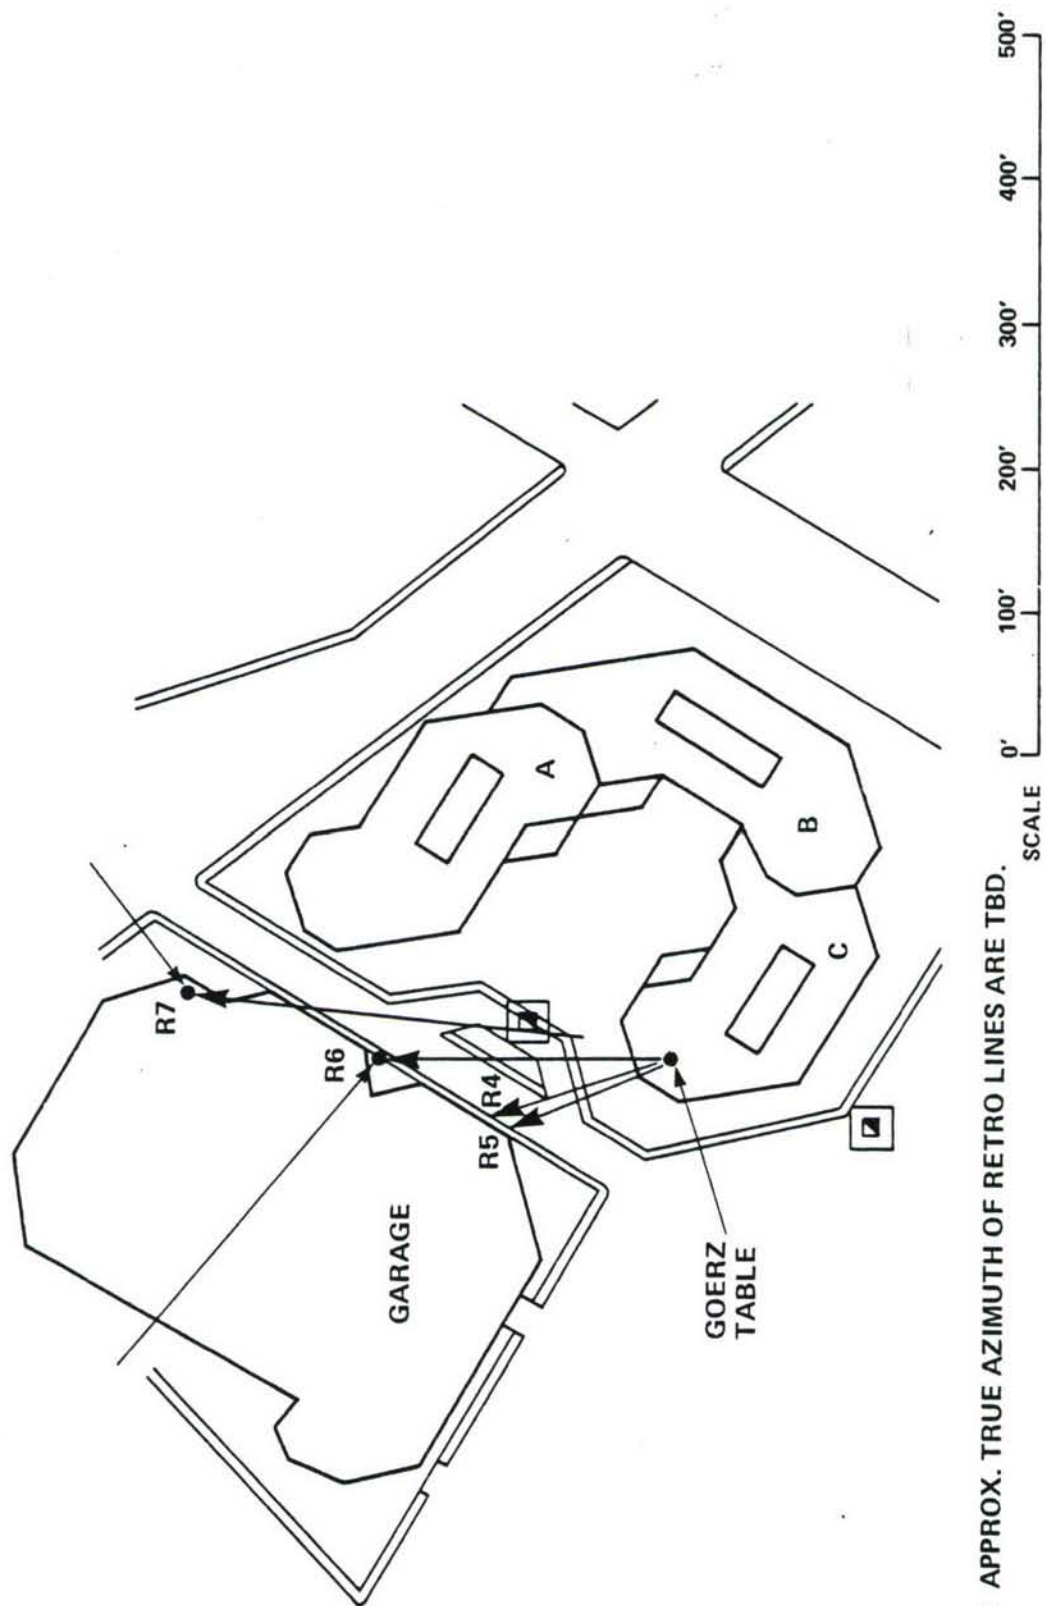 R7
R6
R4
R5
GARAGE
A
B
C
GOERZ
TABLE
APPROX. TRUE AZIMUTH OF RETRO LINES ARE TBD.
0' 100' 200' 300' 400' 500'
SCALE